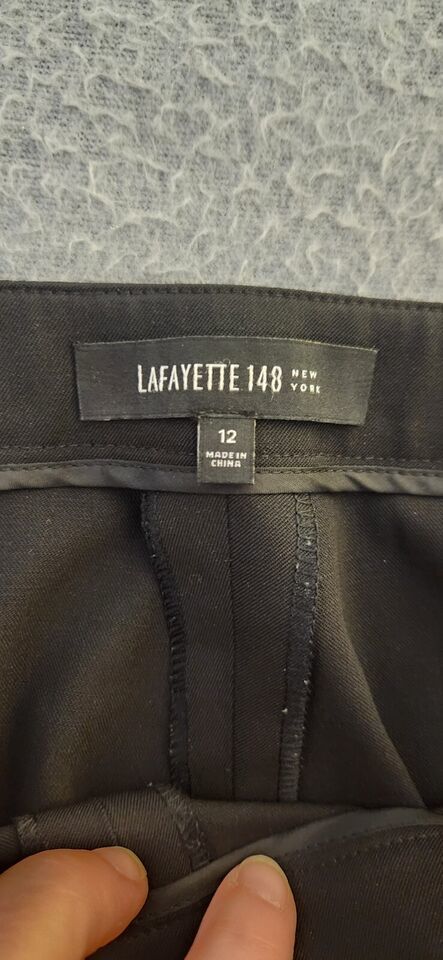 LAFAYETTE 148 NEW YORK
12
MADE IN
CHINA